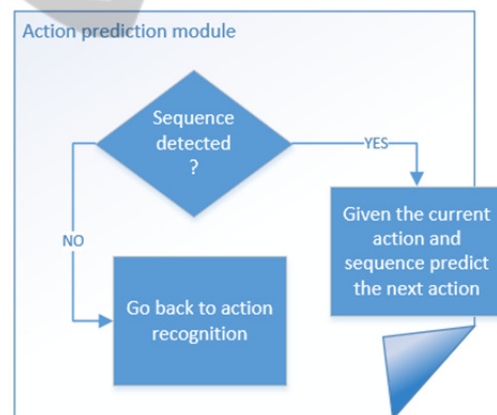 Action prediction module
Sequence
detected
?
YES
NO
Given the current
action and
sequence predict
the next action
Go back to action
recognition